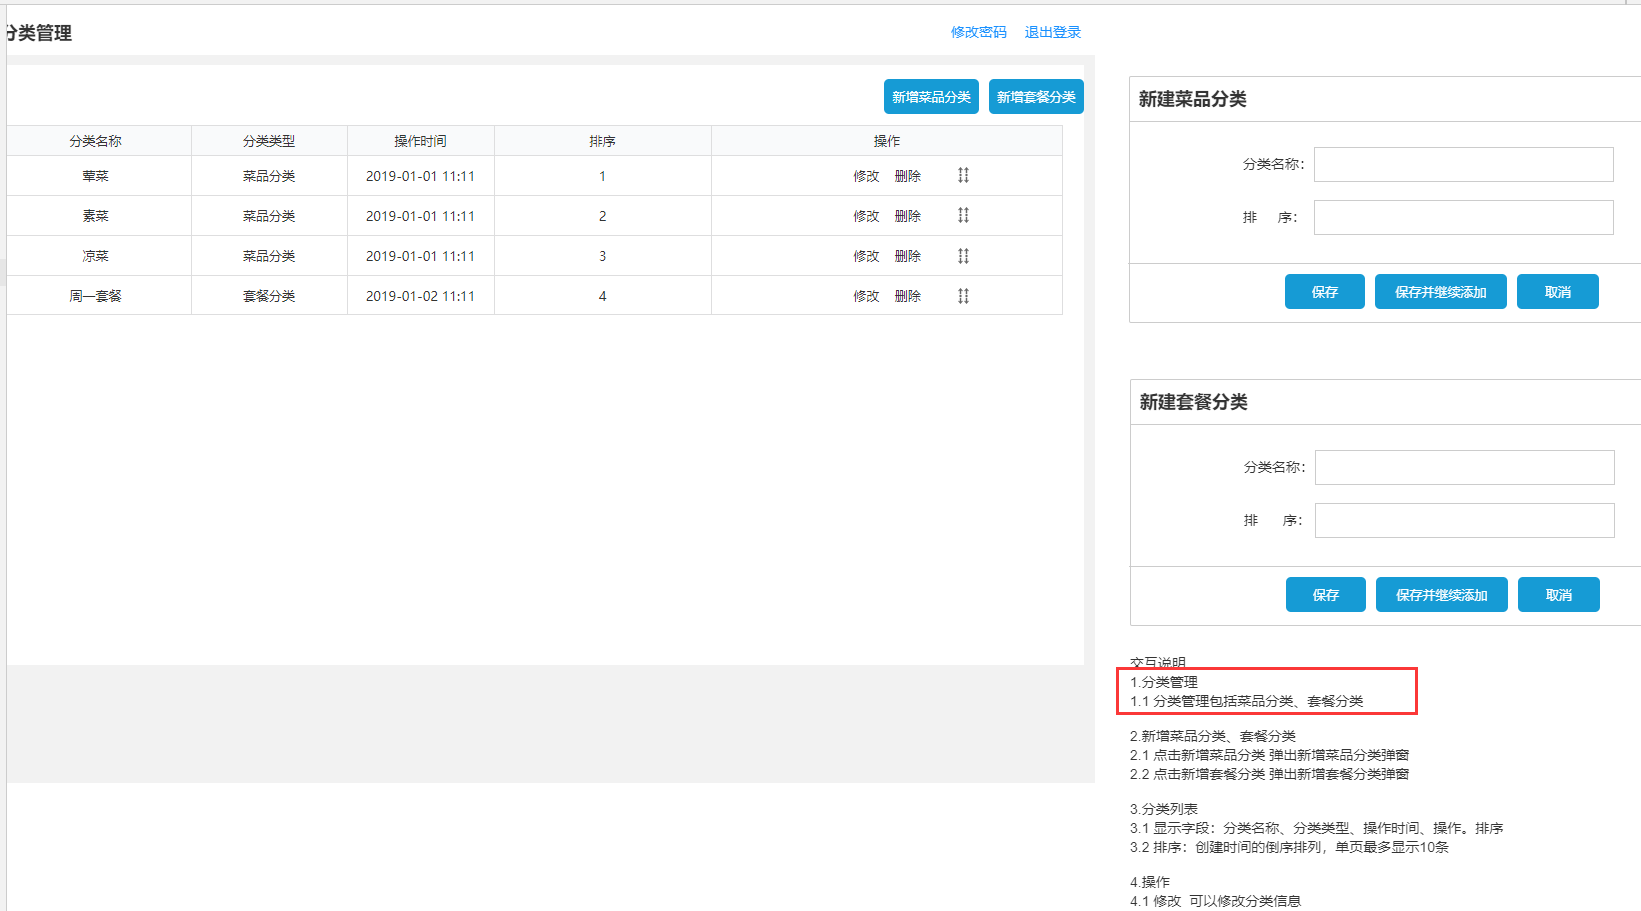 分类管理
修改密码 退出登录
新增菜品分类 新增套餐分类
分类名称 分类类型 操作时间 排序 操作
荤菜 菜品分类 2019-01-01 11:11 1 修改 删除
素菜 菜品分类 2019-01-01 11:11 2 修改 删除
凉菜 菜品分类 2019-01-01 11:11 3 修改 删除
周一套餐 套餐分类 2019-01-02 11:11 4 修改 删除
新建菜品分类
分类名称：
排 序：
保存 保存并继续添加 取消
新建套餐分类
分类名称：
排 序：
保存 保存并继续添加 取消
交互说明
1.分类管理
1.1 分类管理包括菜品分类、套餐分类
2.新增菜品分类、套餐分类
2.1 点击新增菜品分类 弹出新增菜品分类弹窗
2.2 点击新增套餐分类 弹出新增套餐分类弹窗
3.分类列表
3.1 显示字段：分类名称、分类类型、操作时间、操作。排序
3.2 排序：创建时间的倒序排列，单页最多显示10条
4.操作
4.1 修改 可以修改分类信息